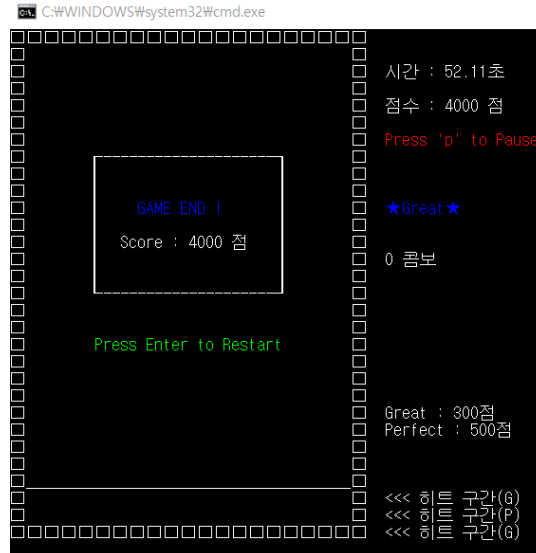 C:₩WINDOWS₩system32₩cmd.exe
시간 : 52.11초
점수 : 4000 점
Press 'p' to Pause
GAME END !
★Great★
Score : 4000 점
0 콤보
Press Enter to Restart
Great : 300점
Perfect : 500점
<<< 히트 구간(G)
<<< 히트 구간(P)
<<< 히트 구간(G)